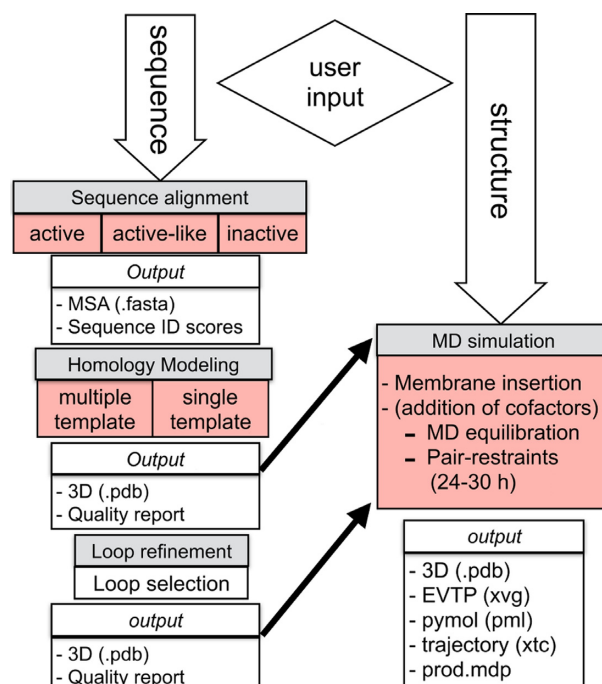 sequence
user
input
structure
Sequence alignment
active active-like inactive
Output
- MSA (.fasta)
- Sequence ID scores
Homology Modeling
multiple
template
single
template
Output
- 3D (.pdb)
- Quality report
Loop refinement
Loop selection
output
- 3D (.pdb)
- Quality report
MD simulation
- Membrane insertion
- (addition of cofactors)
- MD equilibration
- Pair-restraints
(24-30 h)
output
- 3D (.pdb)
- EVTP (xvg)
- pymol (pml)
- trajectory (xtc)
- prod.mdp